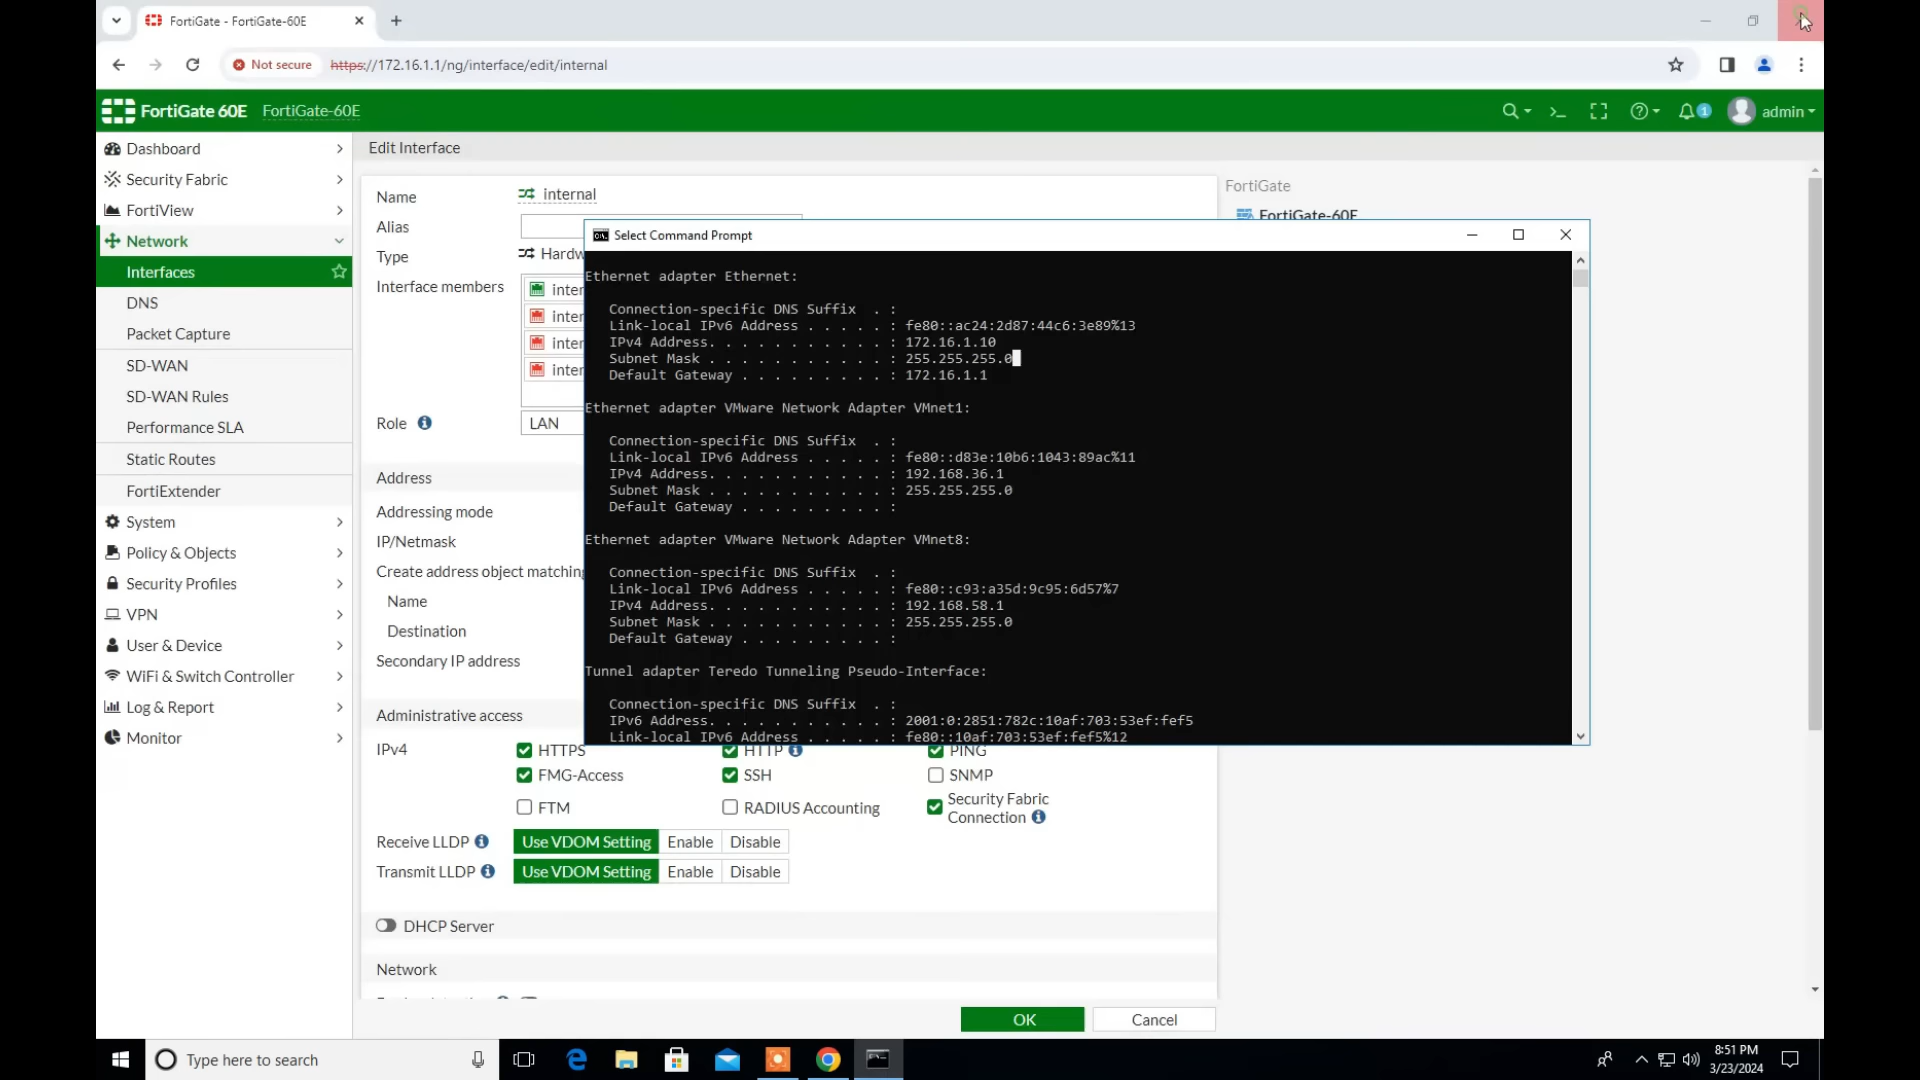 FortiGate - FortiGate-60E
Not secure
https://172.16.1.1/ng/interface/edit/internal
FortiGate 60E
FortiGate-60E
1
admin
Dashboard
Security Fabric
FortiView
Network
Interfaces
DNS
Packet Capture
SD-WAN
SD-WAN Rules
Performance SLA
Static Routes
FortiExtender
System
Policy & Objects
Security Profiles
VPN
User & Device
WiFi & Switch Controller
Log & Report
Monitor
Edit Interface
Name
internal
Alias
Type
Hardw
Interface members
inter
inter
inter
inter
Role
LAN
Address
Addressing mode
IP/Netmask
Create address object matching
Name
Destination
Secondary IP address
Administrative access
IPv4
HTTPS
HTTP
PING
FMG-Access
SSH
SNMP
FTM
RADIUS Accounting
Security Fabric
Connection
Receive LLDP
Use VDOM Setting
Enable
Disable
Transmit LLDP
Use VDOM Setting
Enable
Disable
DHCP Server
Network
OK
Cancel
FortiGate
FortiGate-60E
Select Command Prompt
Ethernet adapter Ethernet:
Connection-specific DNS Suffix . :
Link-local IPv6 Address . . . . . : fe80::ac24:2d87:44c6:3e89%13
IPv4 Address. . . . . . . . . . . : 172.16.1.10
Subnet Mask . . . . . . . . . . . : 255.255.255.0
Default Gateway . . . . . . . . . : 172.16.1.1
Ethernet adapter VMware Network Adapter VMnet1:
Connection-specific DNS Suffix . :
Link-local IPv6 Address . . . . . : fe80::d83e:10b6:1043:89ac%11
IPv4 Address. . . . . . . . . . . : 192.168.36.1
Subnet Mask . . . . . . . . . . . : 255.255.255.0
Default Gateway . . . . . . . . . :
Ethernet adapter VMware Network Adapter VMnet8:
Connection-specific DNS Suffix . :
Link-local IPv6 Address . . . . . : fe80::c93:a35d:9c95:6d57%7
IPv4 Address. . . . . . . . . . . : 192.168.58.1
Subnet Mask . . . . . . . . . . . : 255.255.255.0
Default Gateway . . . . . . . . . :
Tunnel adapter Teredo Tunneling Pseudo-Interface:
Connection-specific DNS Suffix . :
IPv6 Address. . . . . . . . . . . : 2001:0:2851:782c:10af:703:53ef:fef5
Link-local IPv6 Address . . . . . : fe80::10af:703:53ef:fef5%12
Type here to search
8:51 PM
3/23/2024